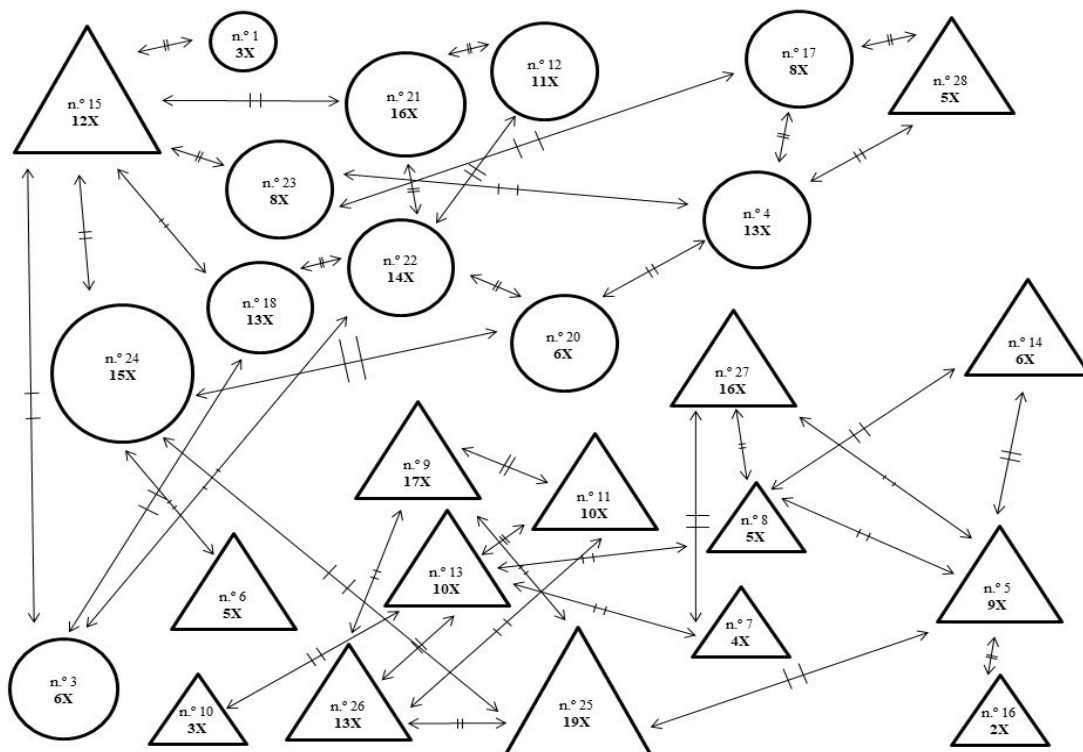 n.º 1
3X
n.º 15
12X
n.º 21
16X
n.º 12
11X
n.º 17
8X
n.º 28
5X
n.º 23
8X
n.º 4
13X
n.º 22
14X
n.º 18
13X
n.º 20
6X
n.º 24
15X
n.º 27
16X
n.º 14
6X
n.º 9
17X
n.º 11
10X
n.º 8
5X
n.º 13
10X
n.º 6
5X
n.º 5
9X
n.º 7
4X
n.º 3
6X
n.º 10
3X
n.º 26
13X
n.º 25
19X
n.º 16
2X